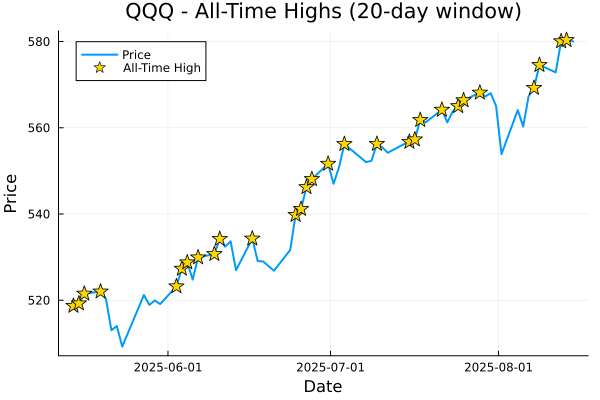 QQQ - All-Time Highs (20-day window)
Price
All-Time High
580
560
540
520
Price
2025-06-01
2025-07-01
2025-08-01
Date